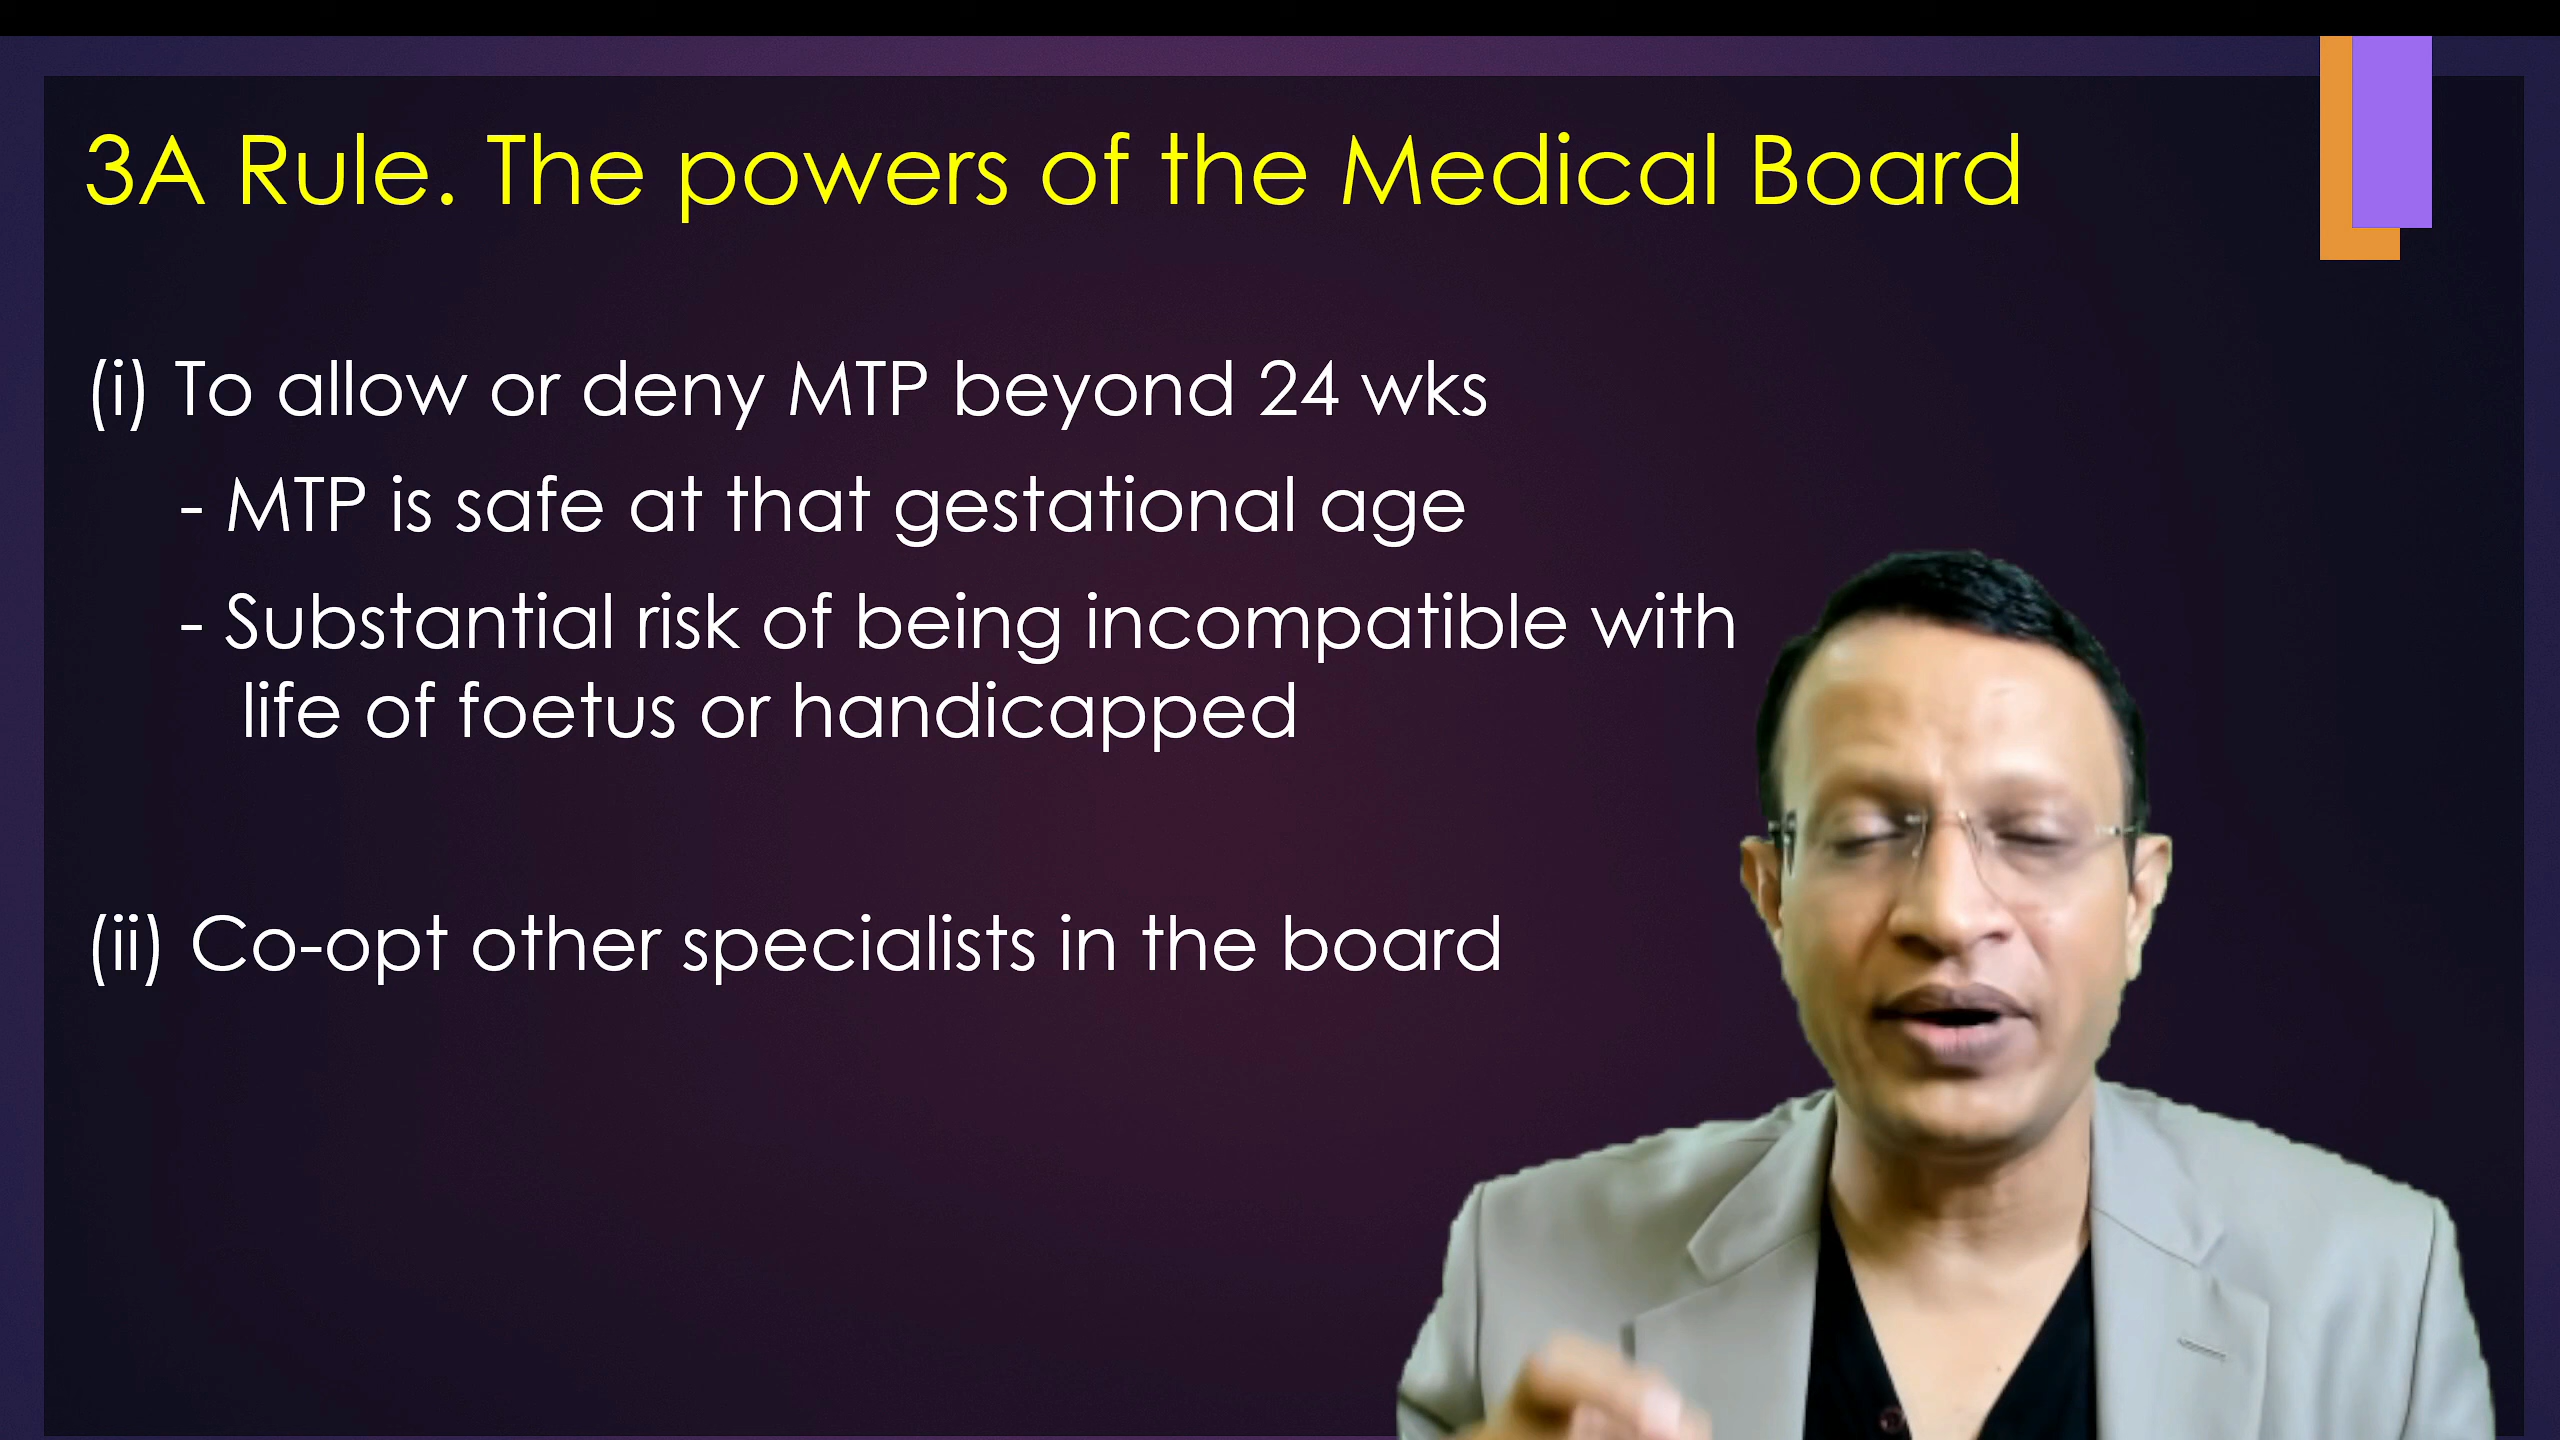 3A Rule. The powers of the Medical Board
(i) To allow or deny MTP beyond 24 wks
- MTP is safe at that gestational age
- Substantial risk of being incompatible with
life of foetus or handicapped
(ii) Co-opt other specialists in the board